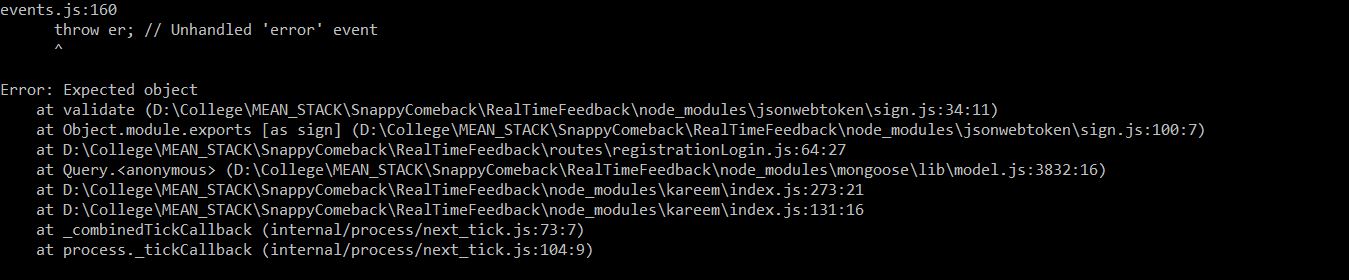 events.js:160
throw er; // Unhandled 'error' event
^
Error: Expected object
at validate (D:\College\MEAN_STACK\SnappyComeback\RealTimeFeedback\node_modules\jsonwebtoken\sign.js:34:11)
at Object.module.exports [as sign] (D:\College\MEAN_STACK\SnappyComeback\RealTimeFeedback\node_modules\jsonwebtoken\sign.js:100:7)
at D:\College\MEAN_STACK\SnappyComeback\RealTimeFeedback\routes\registrationLogin.js:64:27
at Query.<anonymous> (D:\College\MEAN_STACK\SnappyComeback\RealTimeFeedback\node_modules\mongoose\lib\model.js:3832:16)
at D:\College\MEAN_STACK\SnappyComeback\RealTimeFeedback\node_modules\kareem\index.js:273:21
at D:\College\MEAN_STACK\SnappyComeback\RealTimeFeedback\node_modules\kareem\index.js:131:16
at _combinedTickCallback (internal/process/next_tick.js:73:7)
at process._tickCallback (internal/process/next_tick.js:104:9)